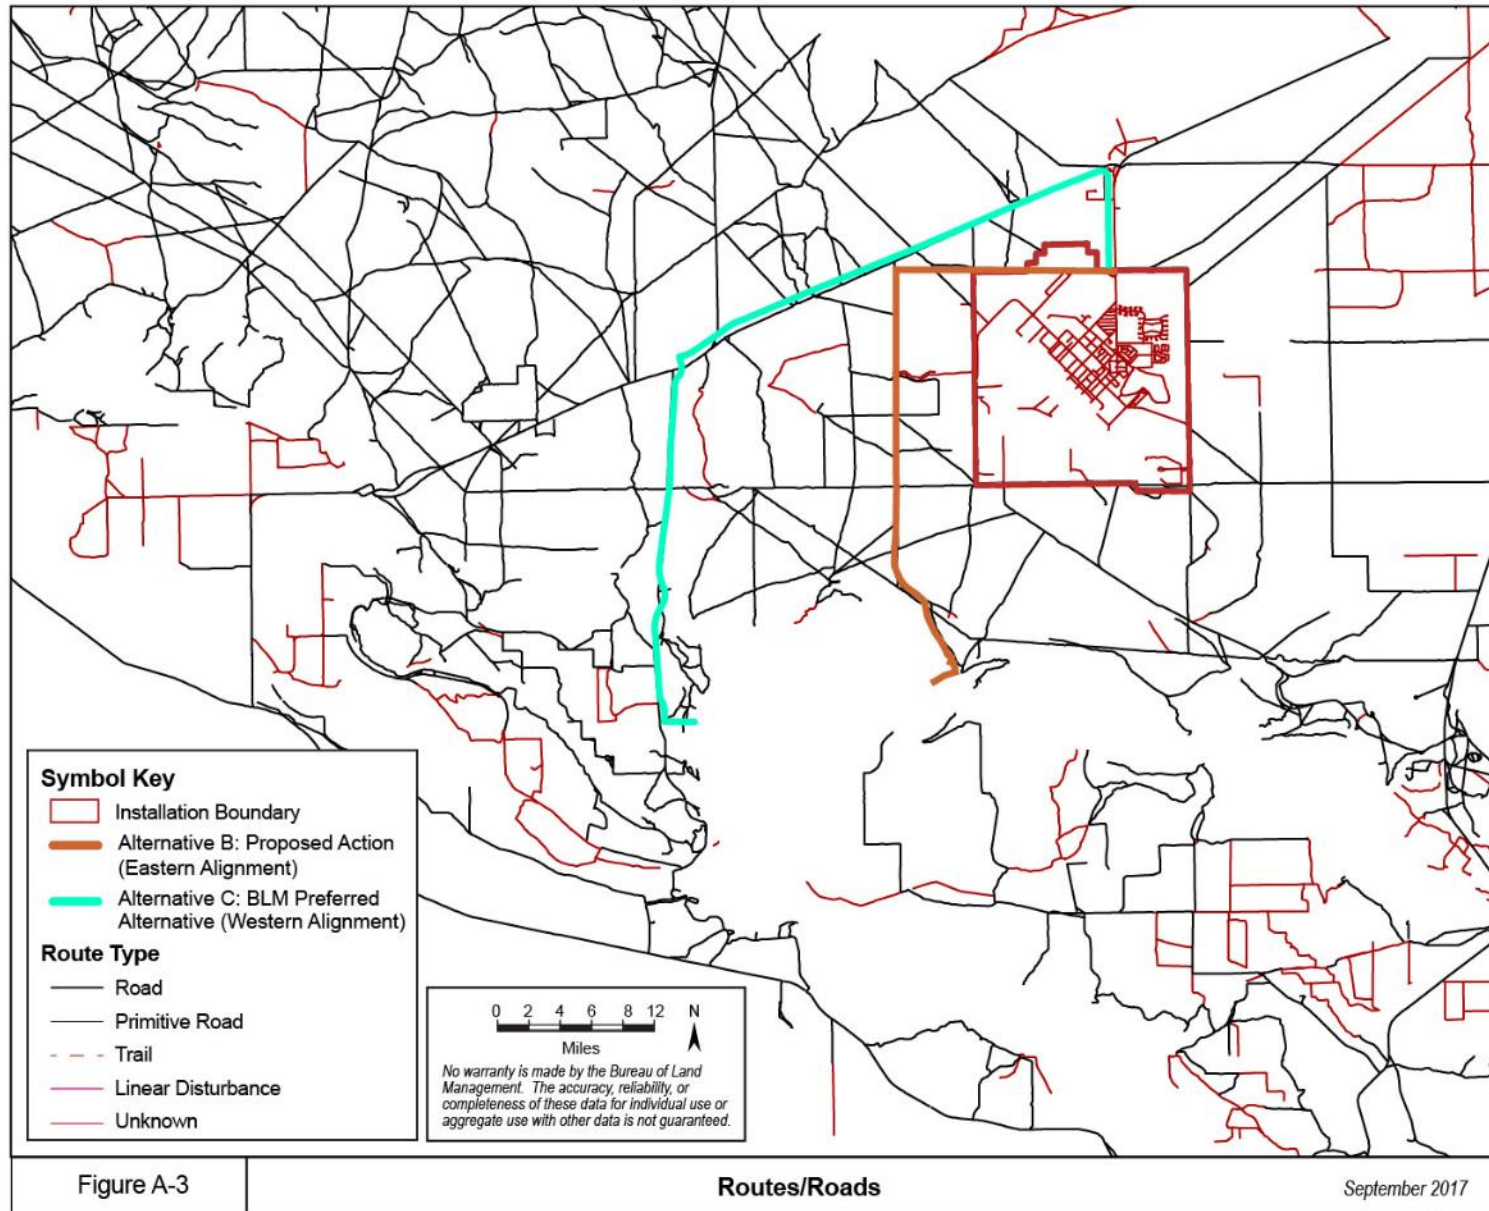 Symbol Key
Installation Boundary
Alternative B: Proposed Action
(Eastern Alignment)
Alternative C: BLM Preferred
Alternative (Western Alignment)
Route Type
Road
Primitive Road
Trail
Linear Disturbance
Unknown
0 2 4 6 8 12 N
Miles
No warranty is made by the Bureau of Land
Management. The accuracy, reliability, or
completeness of these data for individual use or
aggregate use with other data is not guaranteed.
Figure A-3
Routes/Roads
September 2017